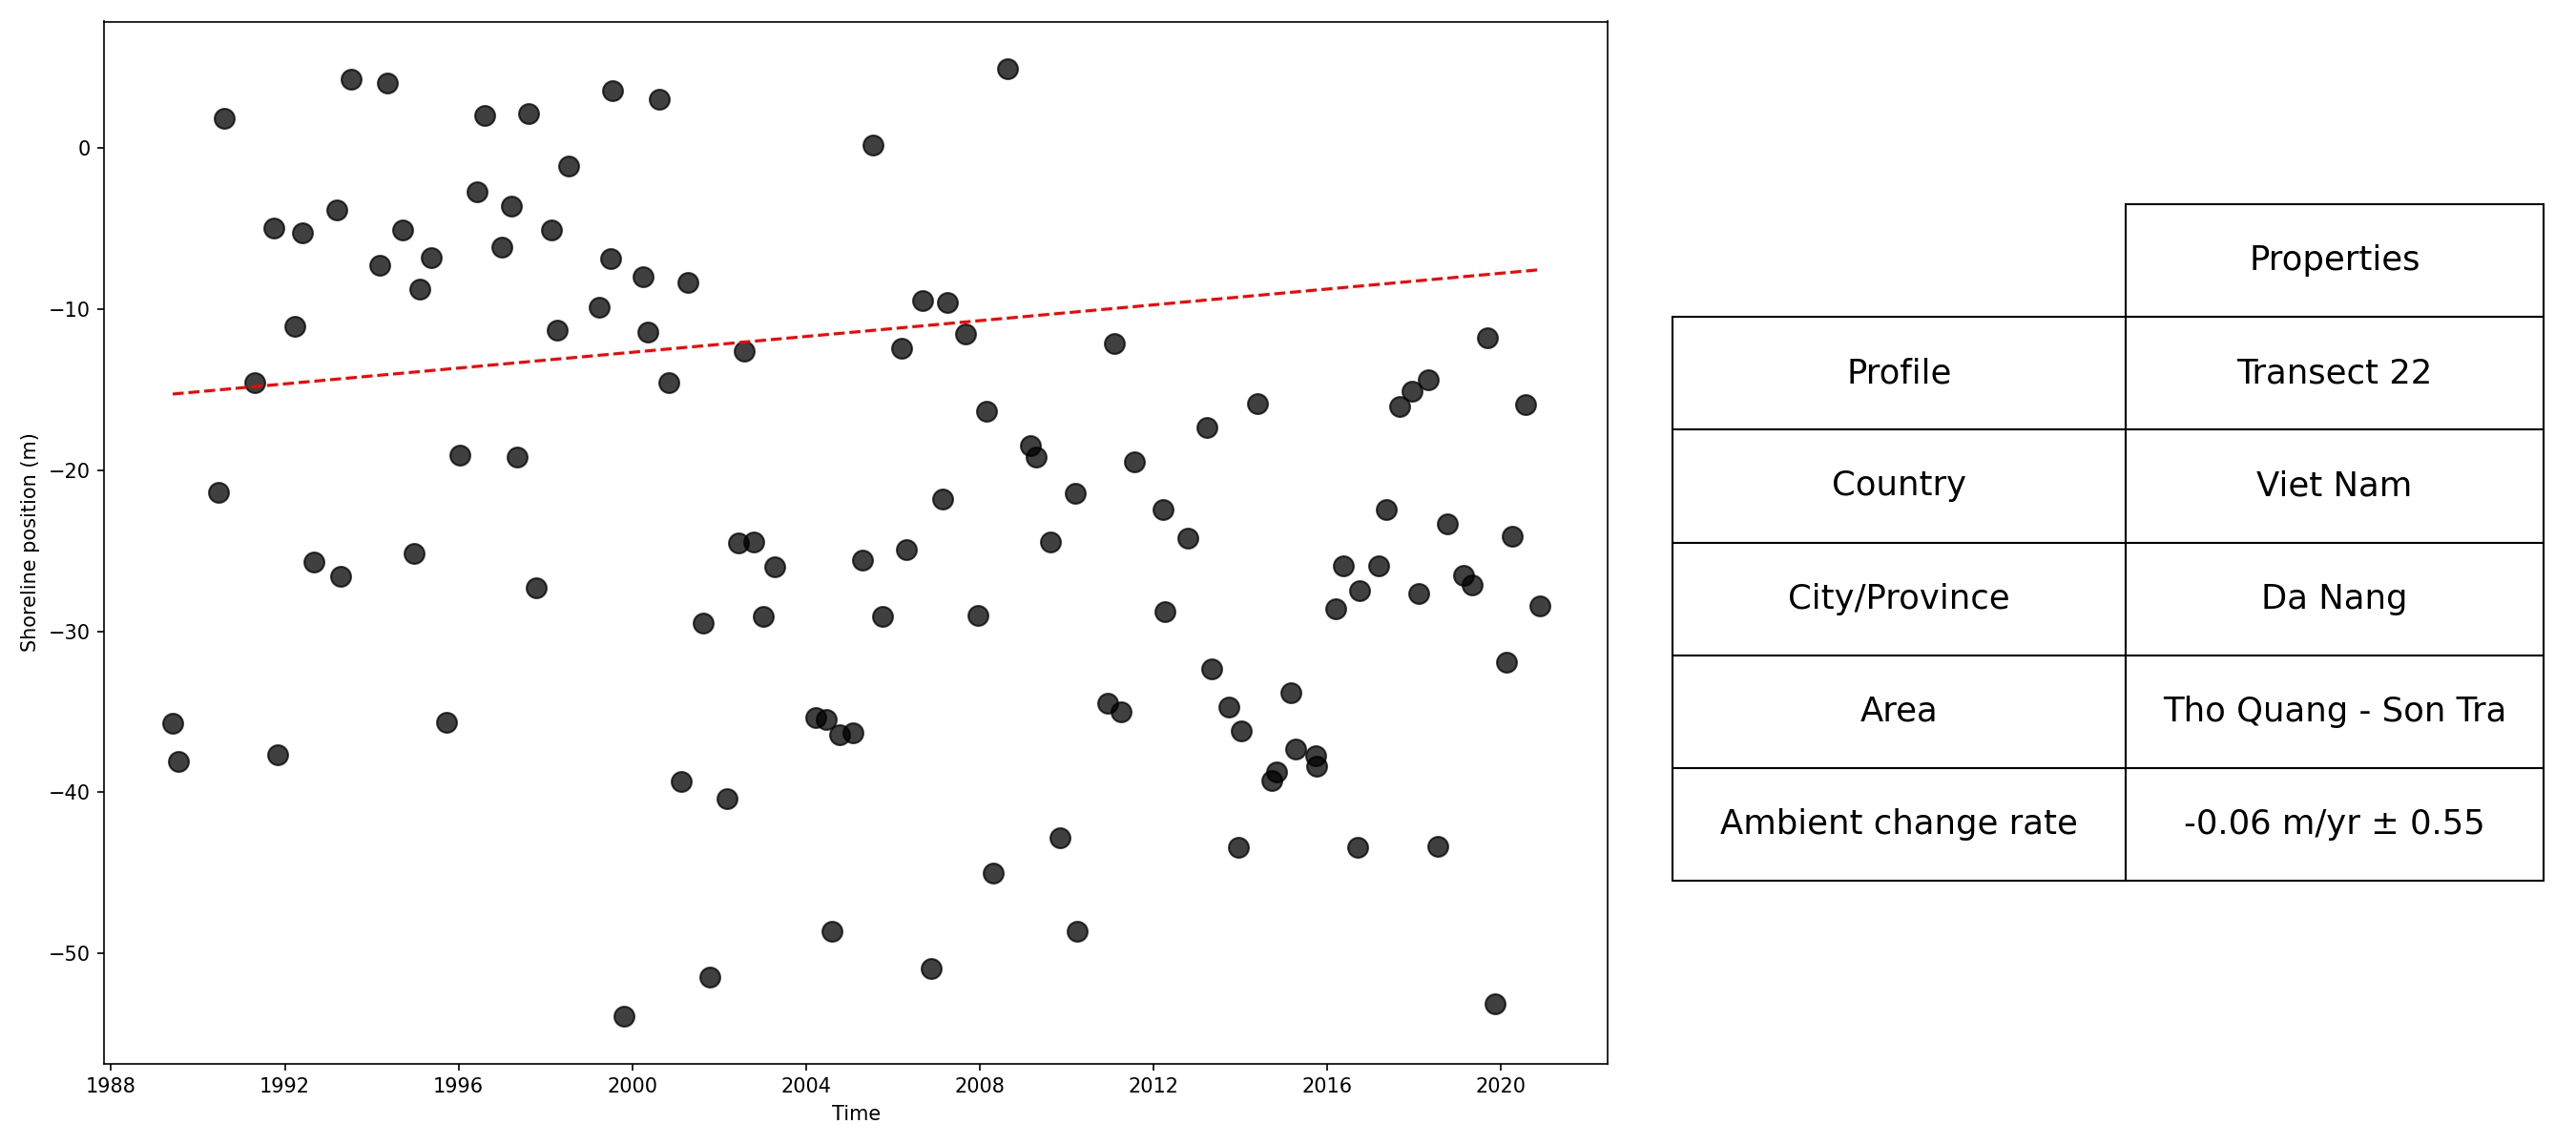 0
−10
−20
−30
−40
−50
Shoreline position (m)
1988 1992 1996 2000 2004 2008 2012 2016 2020
Time
Properties
Profile Transect 22
Country Viet Nam
City/Province Da Nang
Area Tho Quang - Son Tra
Ambient change rate -0.06 m/yr ± 0.55